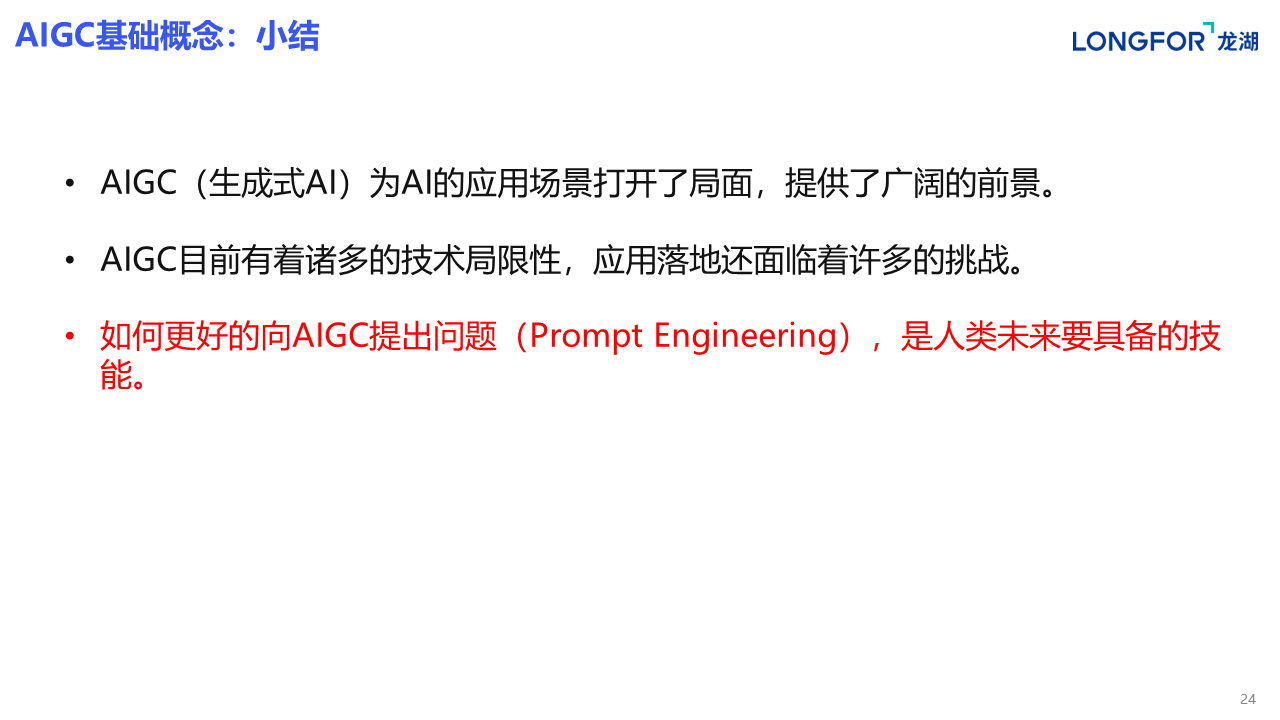 AIGC基础概念：小结
LONGFOR 龙湖
• AIGC（生成式AI）为AI的应用场景打开了局面，提供了广阔的前景。
• AIGC目前有着诸多的技术局限性，应用落地还面临着许多的挑战。
• 如何更好的向AIGC提出问题（Prompt Engineering），是人类未来要具备的技
能。
24